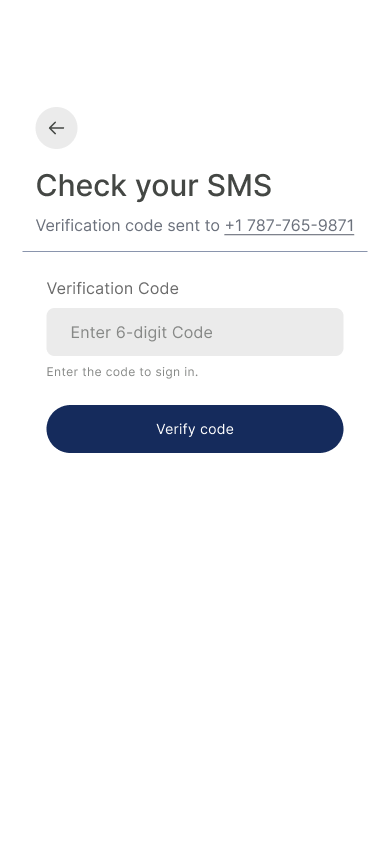 Check your SMS
Verification code sent to +1 787-765-9871
Verification Code
Enter 6-digit Code
Enter the code to sign in.
Verify code